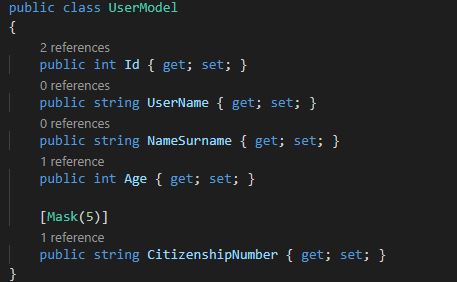 public class UserModel
{
2 references
public int Id { get; set; }
0 references
public string UserName { get; set; }
0 references
public string NameSurname { get; set; }
1 reference
public int Age { get; set; }
[Mask(5)]
1 reference
public string CitizenshipNumber { get; set; }
}